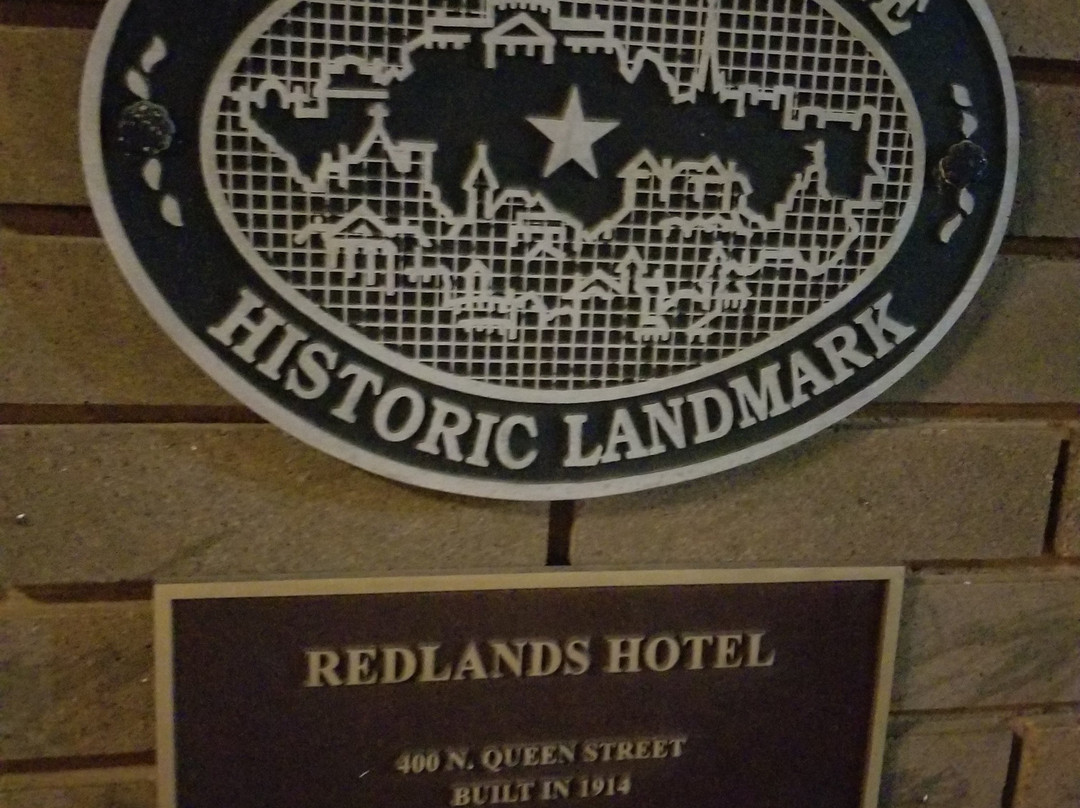 HISTORIC LANDMARK
REDLANDS HOTEL
400 N. QUEEN STREET
BUILT IN 1914